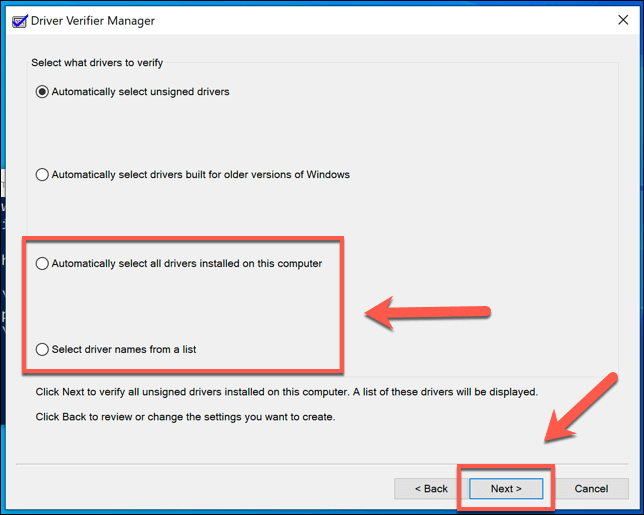 Driver Verifier Manager
Select what drivers to verify
Automatically select unsigned drivers
Automatically select drivers built for older versions of Windows
Automatically select all drivers installed on this computer
Select driver names from a list
Click Next to verify all unsigned drivers installed on this computer. A list of these drivers will be displayed.
Click Back to review or change the settings you want to create.
< Back
Next >
Cancel